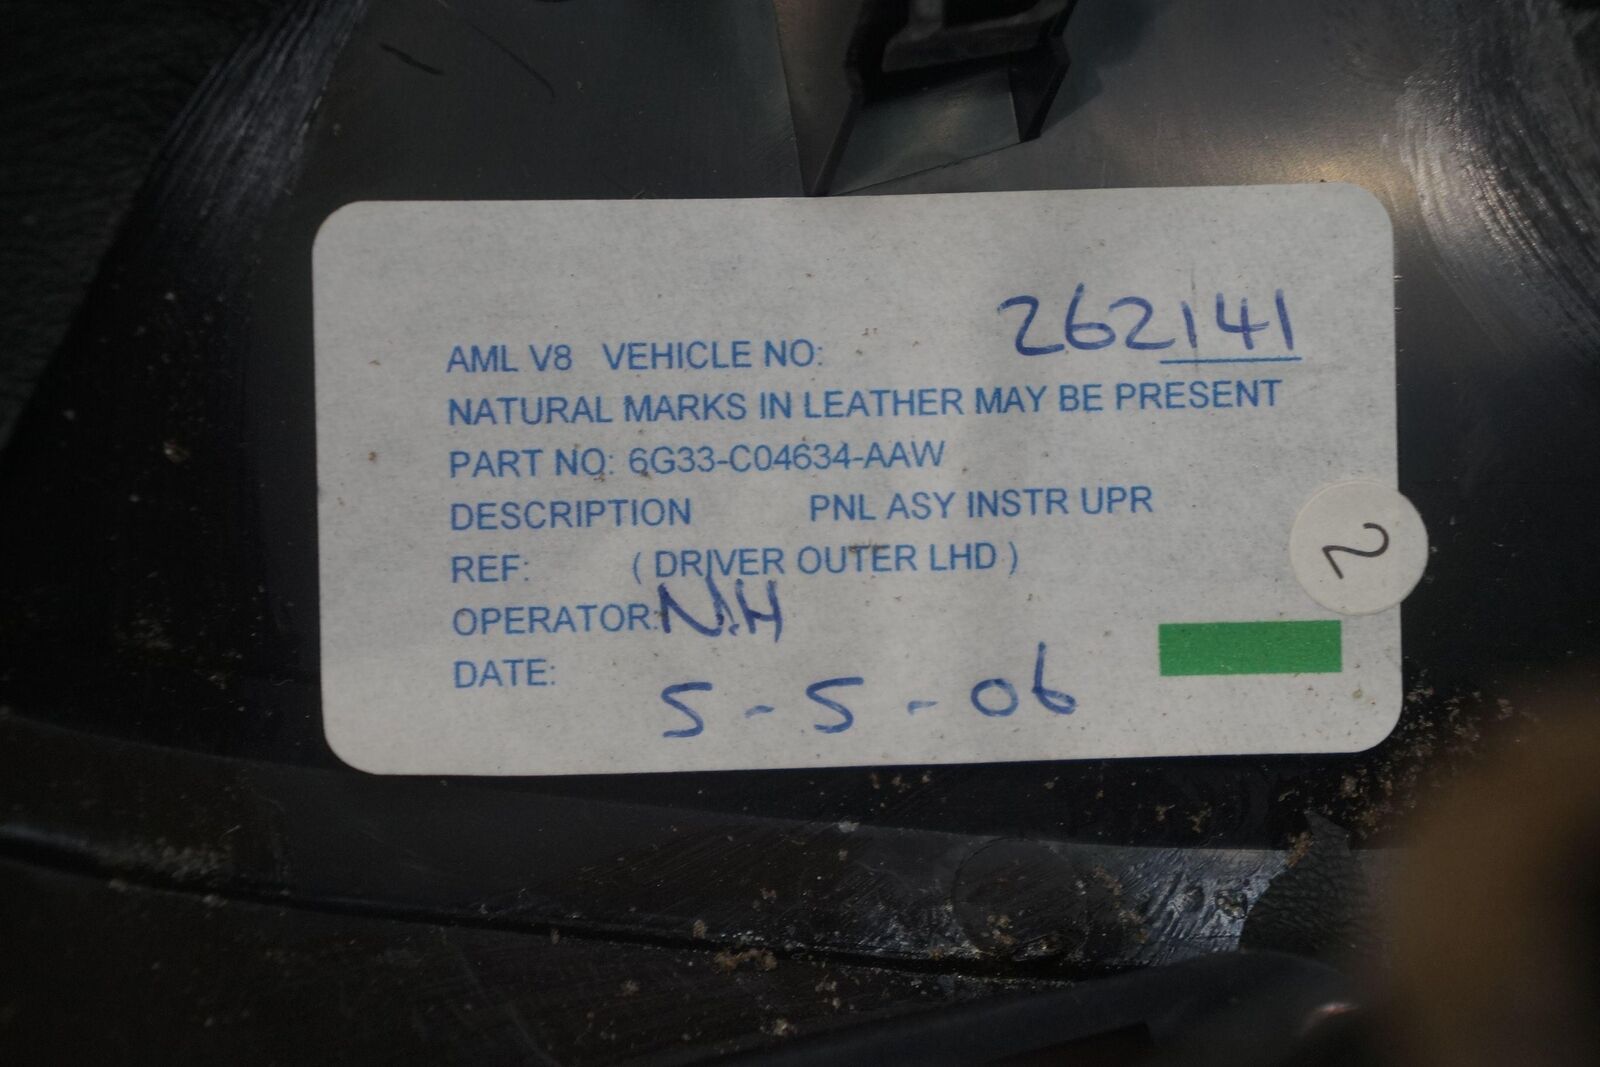 AML V8 VEHICLE NO: 262141
NATURAL MARKS IN LEATHER MAY BE PRESENT
PART NO: 6G33-C04634-AAW
DESCRIPTION PNL ASY INSTR UPR
REF: ( DRIVER OUTER LHD )
2
OPERATOR: N.H
DATE: 5-5-06